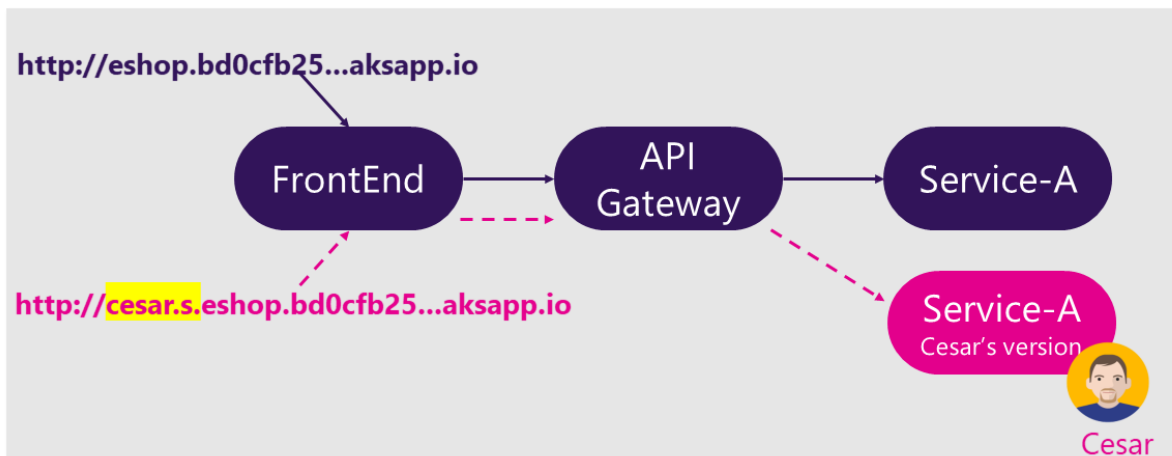 http://eshop.bd0cfb25...aksapp.io
FrontEnd
API
Gateway
Service-A
http://cesar.s.eshop.bd0cfb25...aksapp.io
Service-A
Cesar's version
Cesar